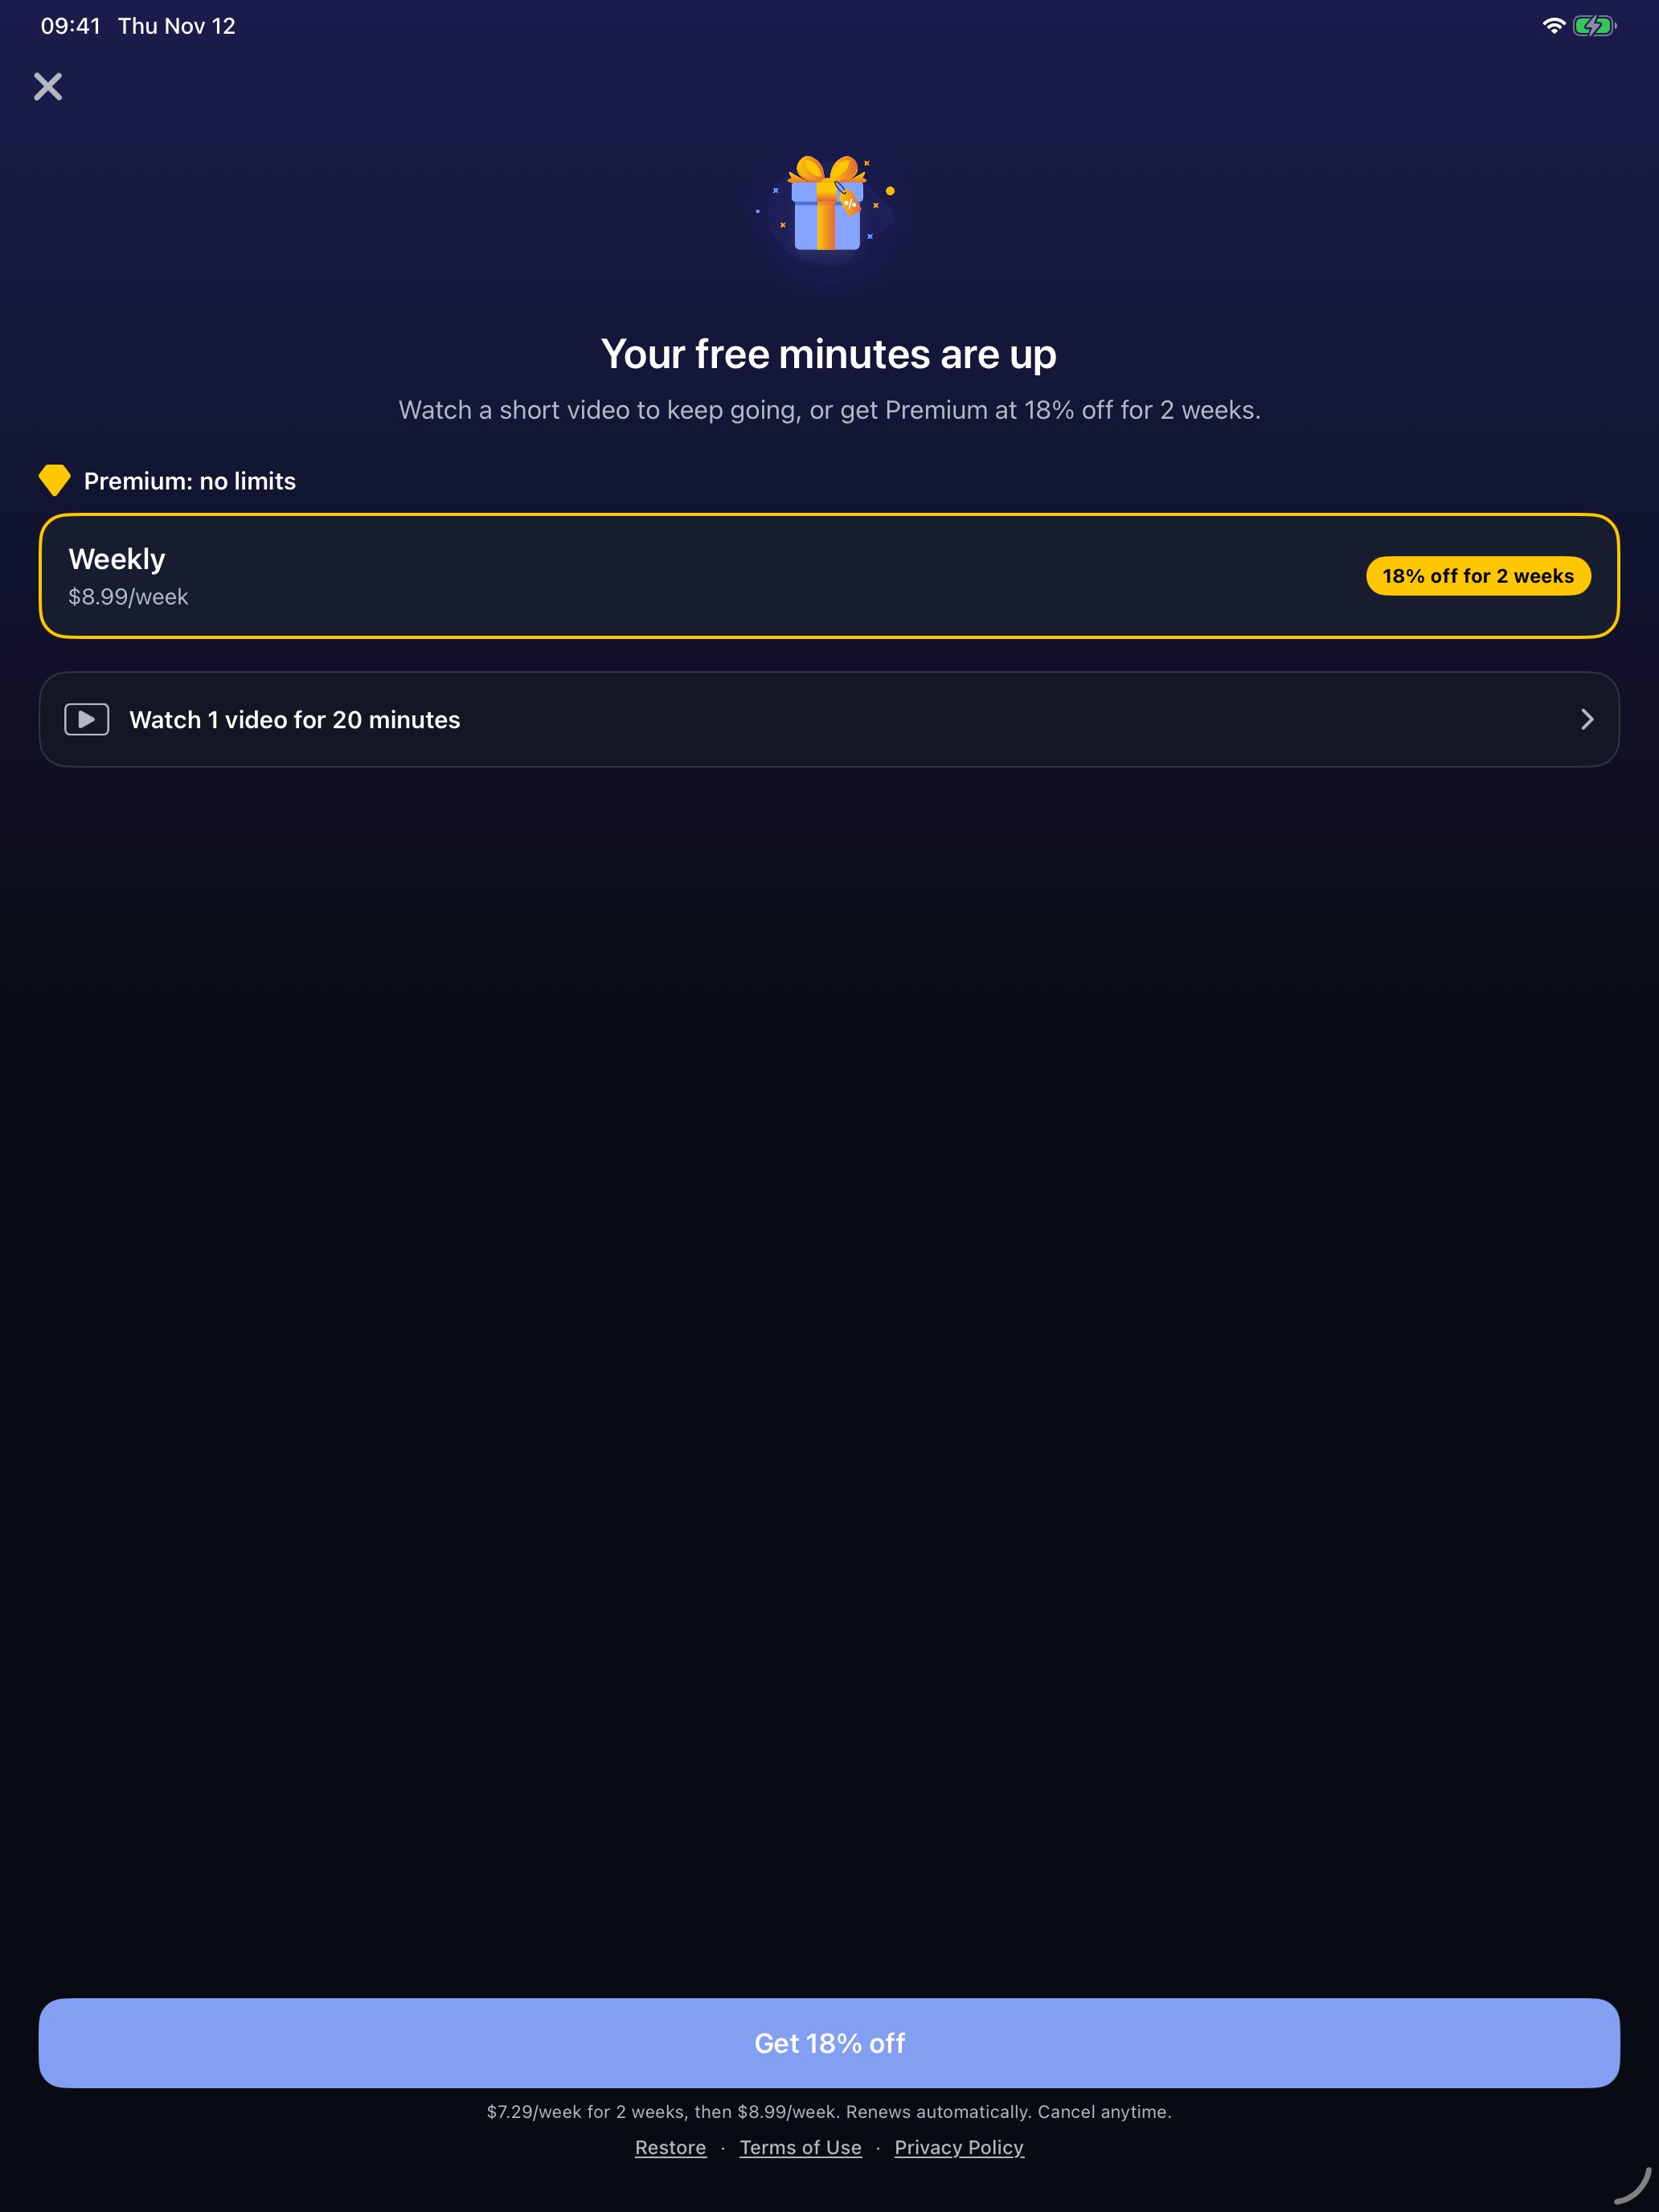 09:41 Thu Nov 12
%
Your free minutes are up
Watch a short video to keep going, or get Premium at 18% off for 2 weeks.
Premium: no limits
Weekly
$8.99/week
18% off for 2 weeks
Watch 1 video for 20 minutes
Get 18% off
$7.29/week for 2 weeks, then $8.99/week. Renews automatically. Cancel anytime.
Restore · Terms of Use · Privacy Policy